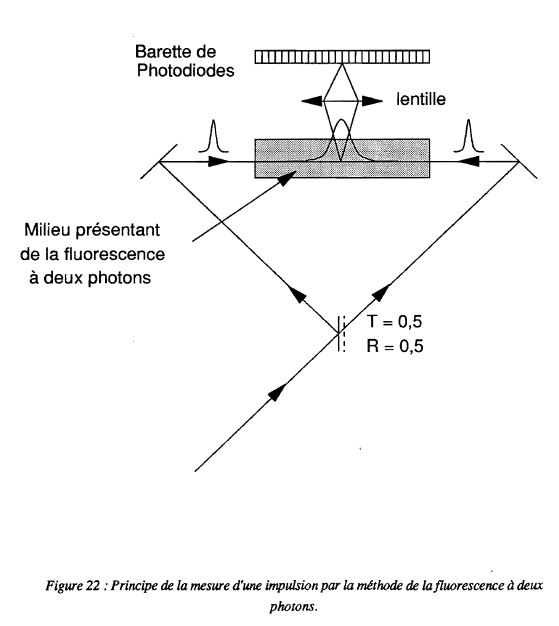 Barette de
Photodiodes
lentille
Milieu présentant
de la fluorescence
à deux photons
T = 0,5
R = 0,5
Figure 22 : Principe de la mesure d'une impulsion par la méthode de la fluorescence à deux
photons.